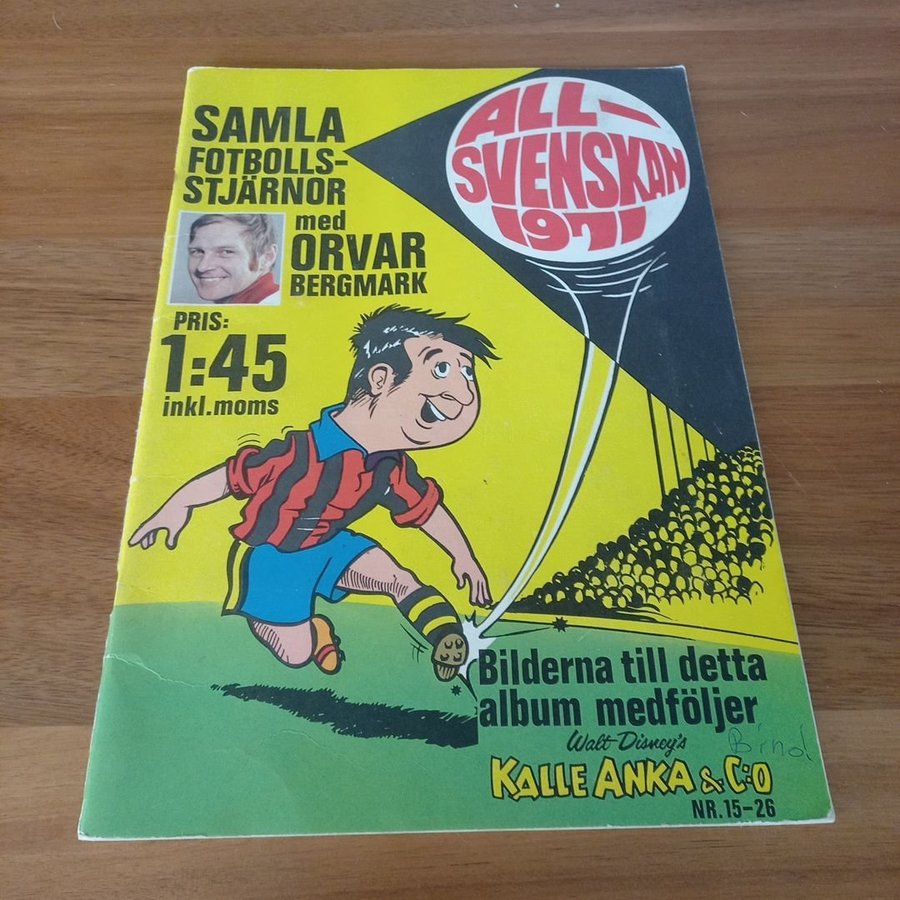 SAMLA
FOTBOLLS-
STJÄRNOR
med
ORVAR
BERGMARK
PRIS:
1:45
inkl.moms
ALL-
SVENSKAN
1971
Bilderna till detta
album medföljer
Walt Disney's
KALLE ANKA & C:O
NR. 15-26